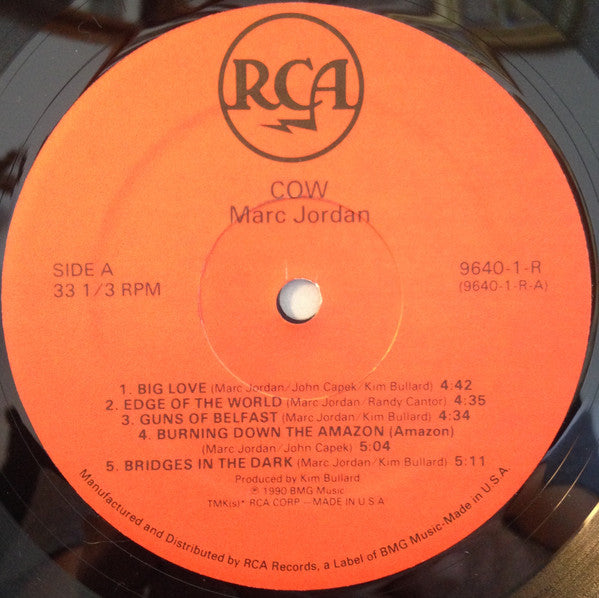 RCA
COW
Marc Jordan
SIDE A
33 1/3 RPM
9640-1-R
(9640-1-R-A)
1. BIG LOVE (Marc Jordan/John Capek/Kim Bullard) 4:42
2. EDGE OF THE WORLD (Marc Jordan/Randy Cantor) 4:35
3. GUNS OF BELFAST (Marc Jordan/Kim Bullard) 4:34
4. BURNING DOWN THE AMAZON (Amazon)
(Marc Jordan/John Capek) 5:04
5. BRIDGES IN THE DARK (Marc Jordan/Kim Bullard) 5:11
Produced by Kim Bullard
℗ 1990 BMG Music
TMK(s)® RCA CORP – MADE IN U.S.A
Manufactured and Distributed by RCA Records, a Label of BMG Music-Made in U.S.A.